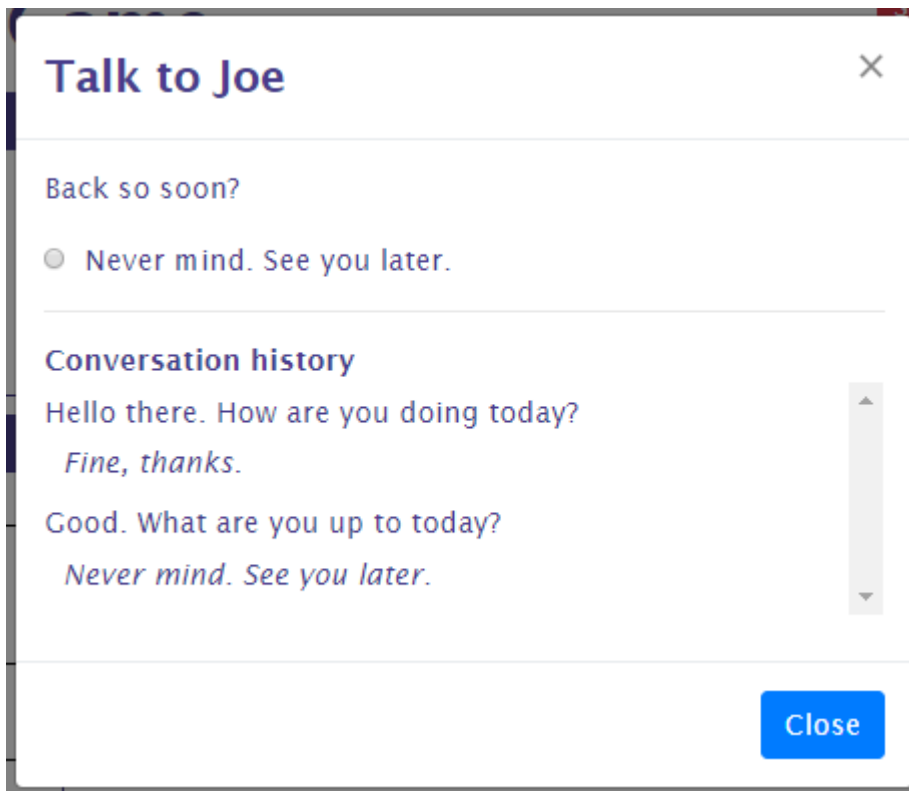 Talk to Joe
×
Back so soon?
Never mind. See you later.
Conversation history
Hello there. How are you doing today?
Fine, thanks.
Good. What are you up to today?
Never mind. See you later.
Close